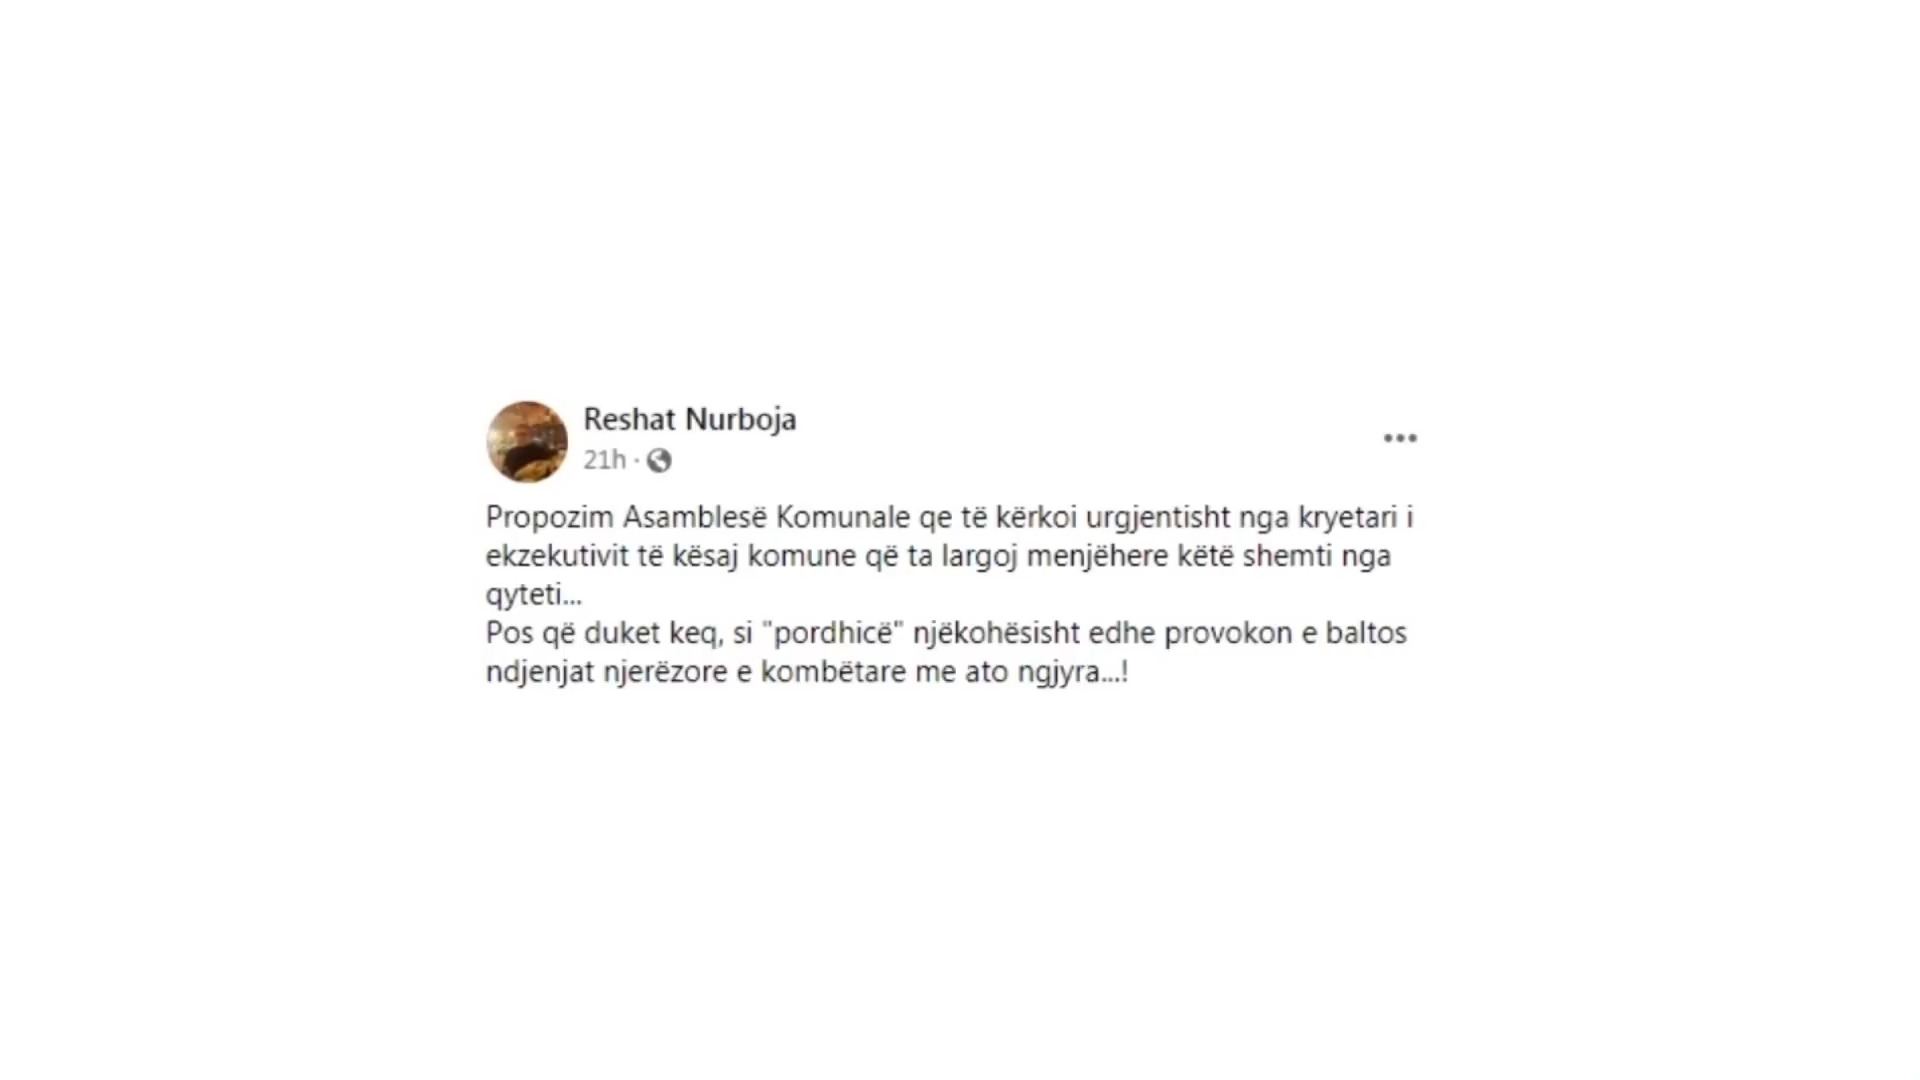 Reshat Nurboja
21h ·
Propozim Asamblesë Komunale qe të kërkoi urgjentisht nga kryetari i
ekzekutivit të kësaj komune që ta largoj menjëhere këtë shemti nga
qyteti...
Pos që duket keq, si "pordhicë" njëkohësisht edhe provokon e baltos
ndjenjat njerëzore e kombëtare me ato ngjyra...!